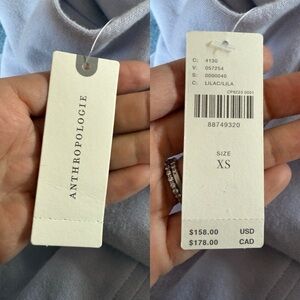 ANTHROPOLOGIE
C: 4130
V: 057254
S: 0000040
C: LILAC/LILA
88749320
SIZE
XS
$158.00 USD
$178.00 CAD